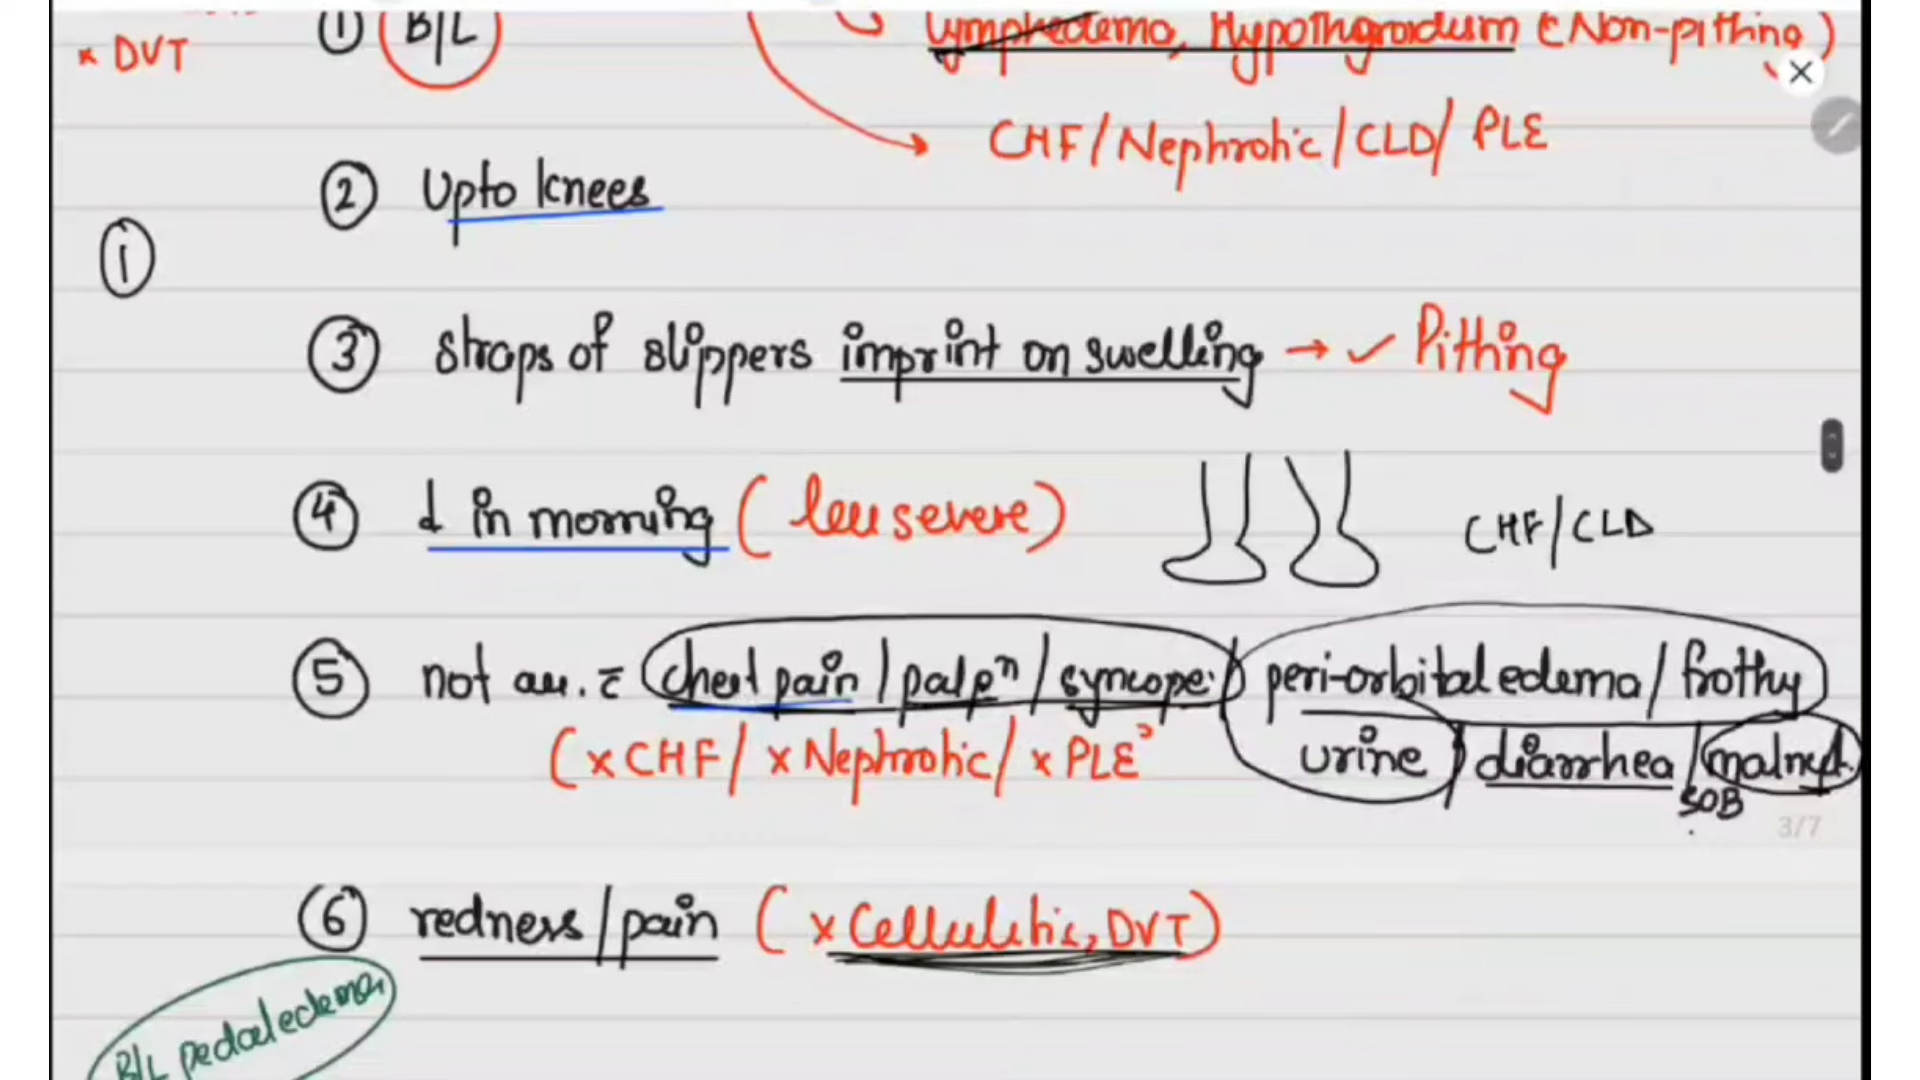 ① B/L Lymphedema, Hypothyroidism (Non-pitting)
x DVT
CHF/Nephrotic/CLD/PLE
② Upto knees
①
③ straps of slippers imprint on swelling → ✓ Pitting
④ ↓ in morning (less severe)
CHF/CLD
⑤ not ass. c̄ chest pain/palpⁿ/syncope/peri-orbital edema/frothy
urine/diarrhea/malnut.
SOB
(x CHF/ x Nephrotic/ x PLE)
3/7
⑥ redness/pain (x Cellulitis, DVT)
B/L pedal edema